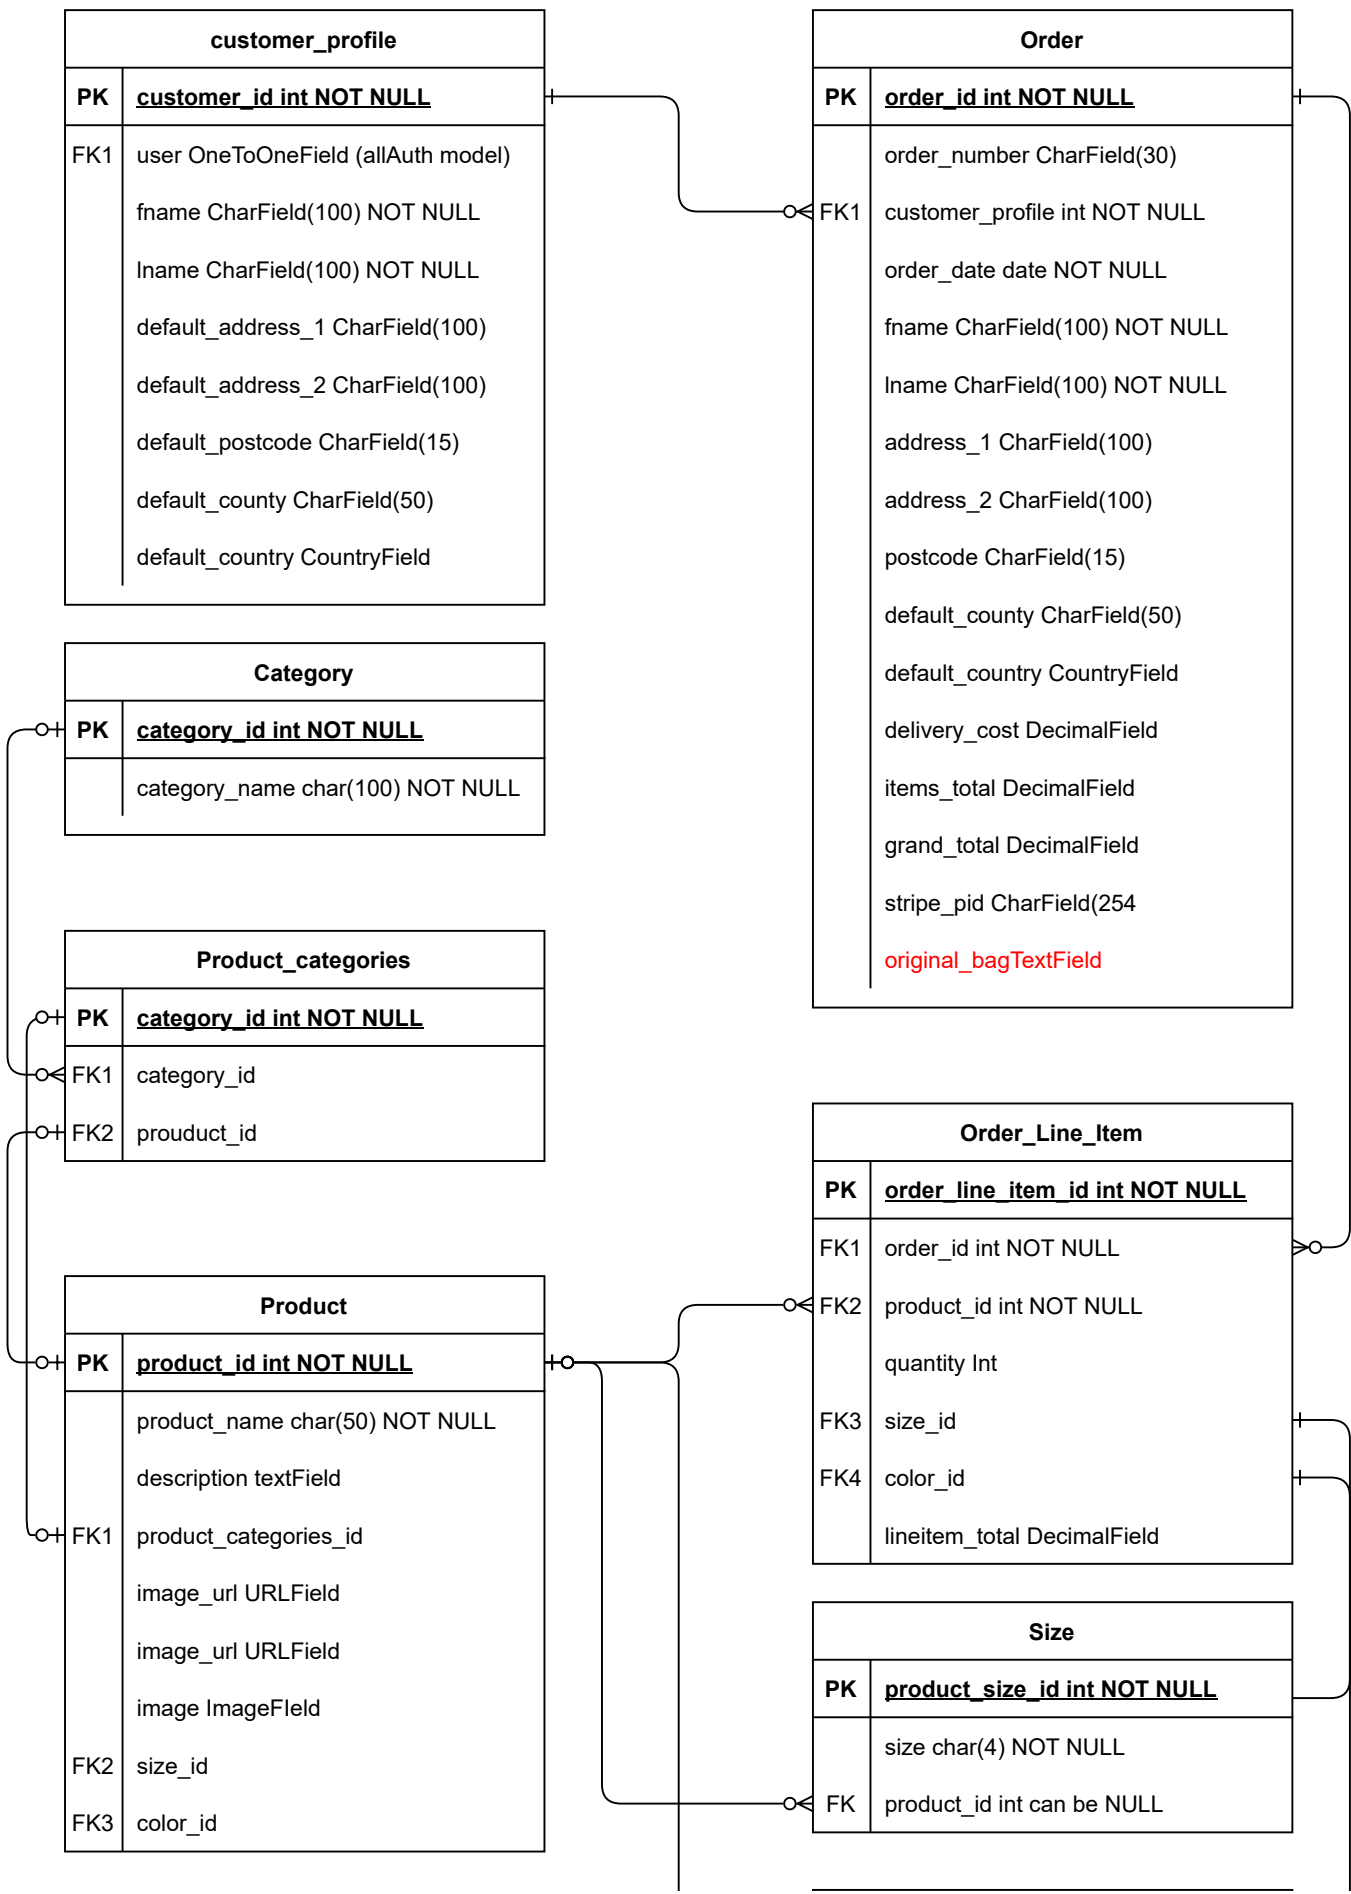 customer_profile
PK customer_id int NOT NULL
FK1 user OneToOneField (allAuth model)
fname CharField(100) NOT NULL
lname CharField(100) NOT NULL
default_address_1 CharField(100)
default_address_2 CharField(100)
default_postcode CharField(15)
default_county CharField(50)
default_country CountryField
Category
PK category_id int NOT NULL
category_name char(100) NOT NULL
Product_categories
PK category_id int NOT NULL
FK1 category_id
FK2 prouduct_id
Product
PK product_id int NOT NULL
product_name char(50) NOT NULL
description textField
FK1 product_categories_id
image_url URLField
image_url URLField
image ImageFIeld
FK2 size_id
FK3 color_id
Order
PK order_id int NOT NULL
order_number CharField(30)
FK1 customer_profile int NOT NULL
order_date date NOT NULL
fname CharField(100) NOT NULL
lname CharField(100) NOT NULL
address_1 CharField(100)
address_2 CharField(100)
postcode CharField(15)
default_county CharField(50)
default_country CountryField
delivery_cost DecimalField
items_total DecimalField
grand_total DecimalField
stripe_pid CharField(254
original_bagTextField
Order_Line_Item
PK order_line_item_id int NOT NULL
FK1 order_id int NOT NULL
FK2 product_id int NOT NULL
quantity Int
FK3 size_id
FK4 color_id
lineitem_total DecimalField
Size
PK product_size_id int NOT NULL
size char(4) NOT NULL
FK product_id int can be NULL